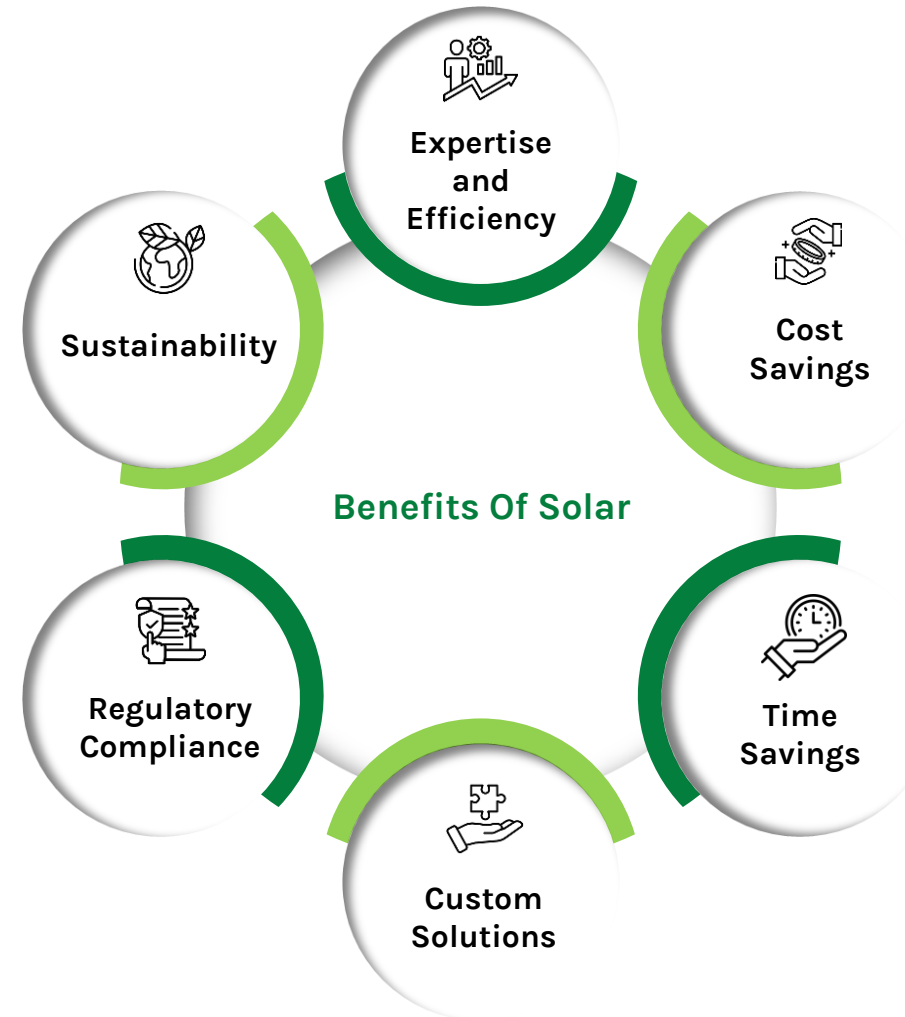 Expertise
and
Efficiency
Sustainability
Cost
Savings
Benefits Of Solar
Regulatory
Compliance
Time
Savings
Custom
Solutions